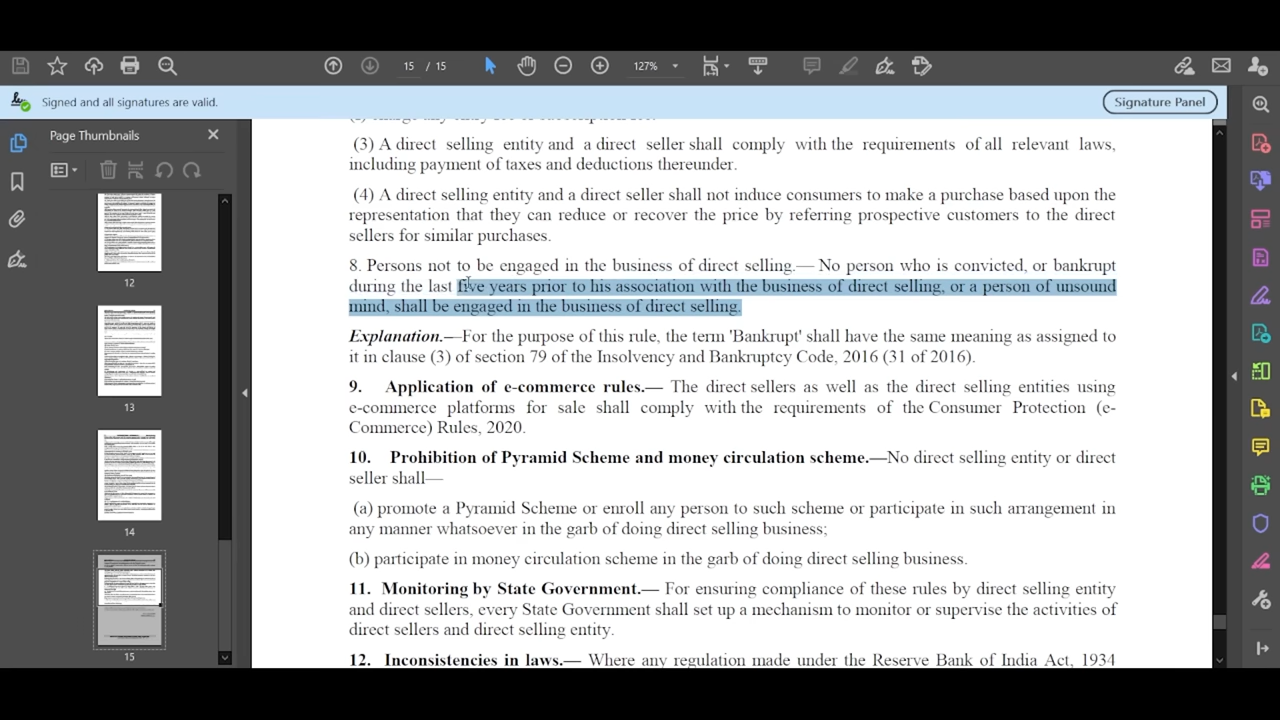 15 / 15
127%
Signed and all signatures are valid.
Signature Panel
Page Thumbnails
(3) A direct selling entity and a direct seller shall comply with the requirements of all relevant laws,
including payment of taxes and deductions thereunder.
(4) A direct selling entity or a direct seller shall not induce consumers to make a purchase based upon the
representation that they can reduce or recover the price by referring prospective customers to the direct
sellers for similar purchases.
8. Persons not to be engaged in the business of direct selling.— No person who is convicted, or bankrupt
during the last five years prior to his association with the business of direct selling, or a person of unsound
mind, shall be engaged in the business of direct selling.
Explanation.— For the purpose of this rule, the term 'Bankrupt' shall have the same meaning as assigned to
it in clause (3) of Section 79 of the Insolvency and Bankruptcy Code, 2016 (31 of 2016).
9. Application of e-commerce rules.— The direct sellers as well as the direct selling entities using
e-commerce platforms for sale shall comply with the requirements of the Consumer Protection (e-
Commerce) Rules, 2020.
10. Prohibition of Pyramid Scheme and money circulation scheme.—No direct selling entity or direct
seller shall—
(a) promote a Pyramid Scheme or enroll any person to such scheme or participate in such arrangement in
any manner whatsoever in the garb of doing direct selling business;
(b) participate in money circulation scheme in the garb of doing direct selling business.
11. Monitoring by State Government.— For ensuring compliance of these rules by direct selling entity
and direct sellers, every State Government shall set up a mechanism to monitor or supervise the activities of
direct sellers and direct selling entity.
12. Inconsistencies in laws.— Where any regulation made under the Reserve Bank of India Act, 1934
12
13
14
15